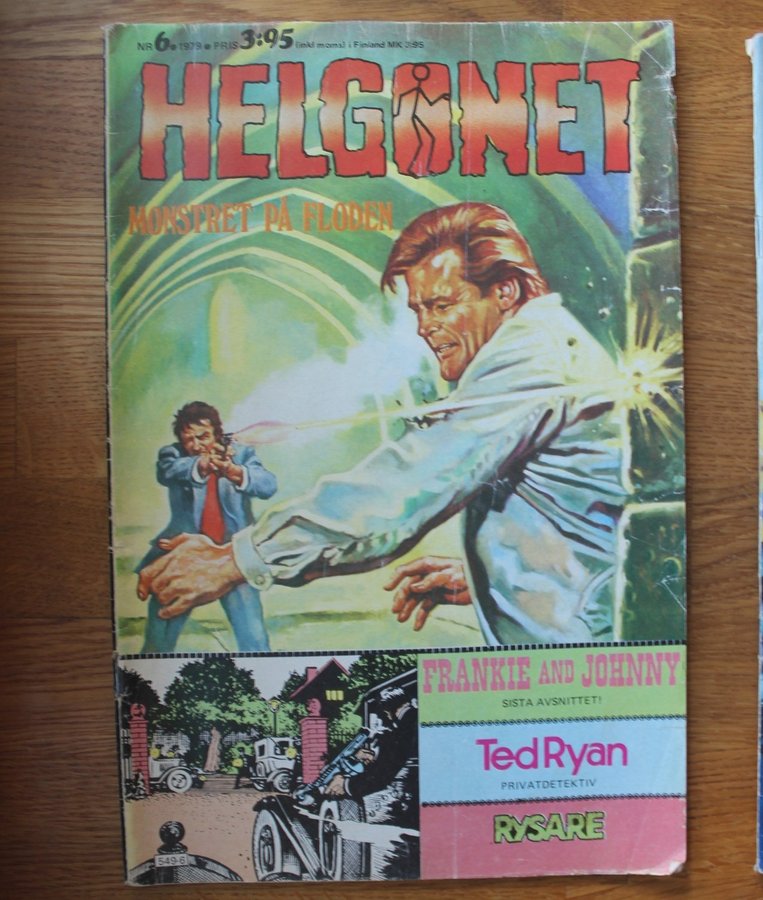 NR 6. 1979 • PRIS 3:95 (inkl moms) i Finland MK 3:95
HELGONET
MONSTRET PÅ FLODEN
FRANKIE AND JOHNNY
SISTA AVSNITTET!
Ted Ryan
PRIVATDETEKTIV
RYSARE
549-6